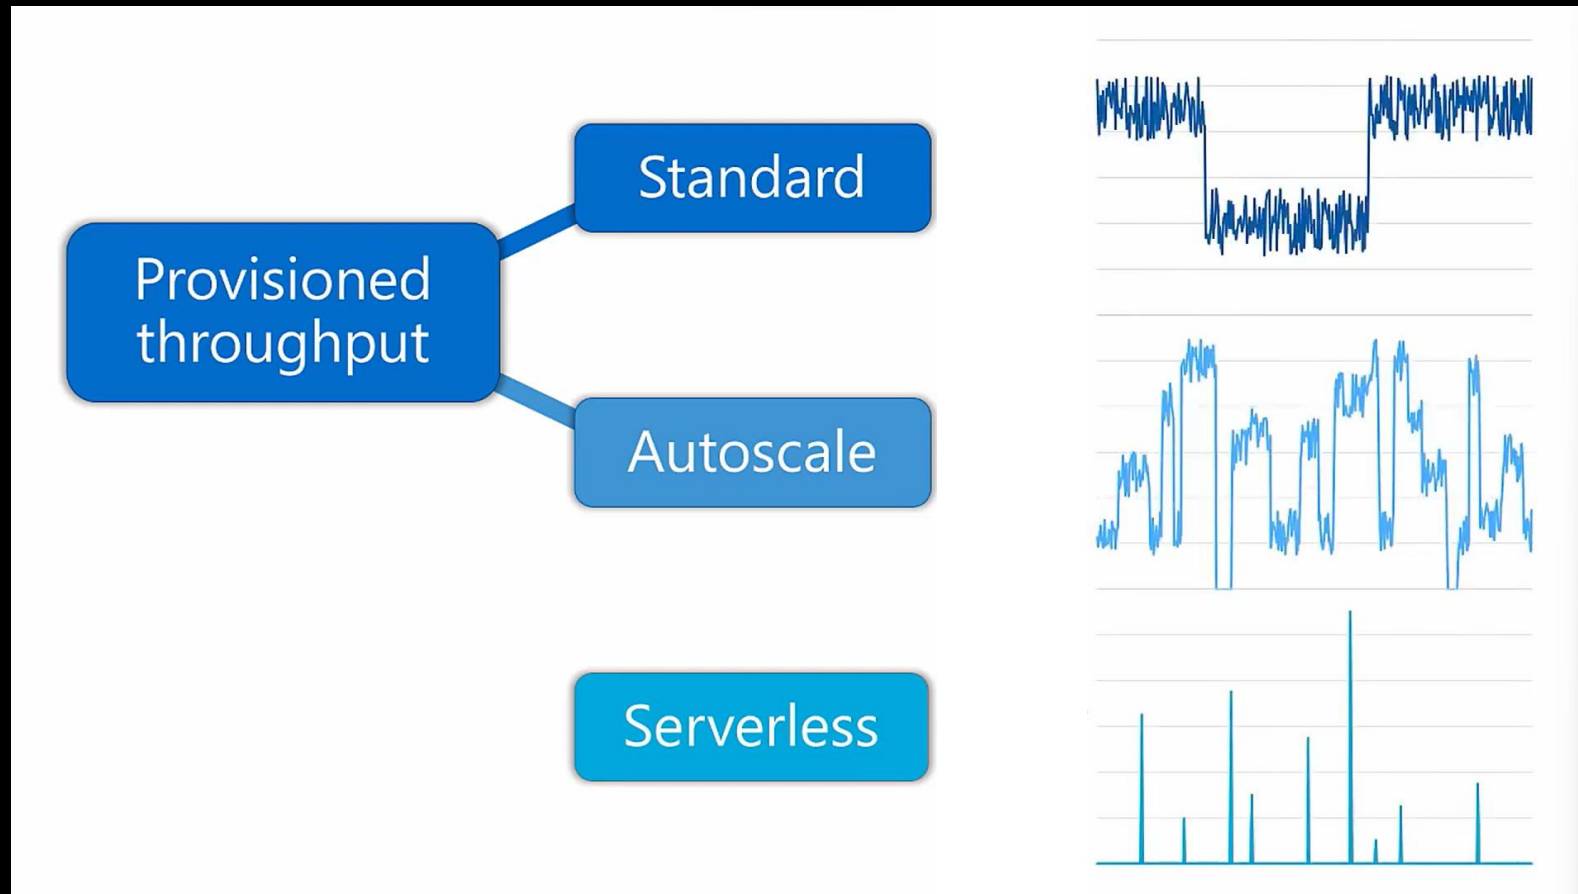 Standard
Provisioned
throughput
Autoscale
Serverless